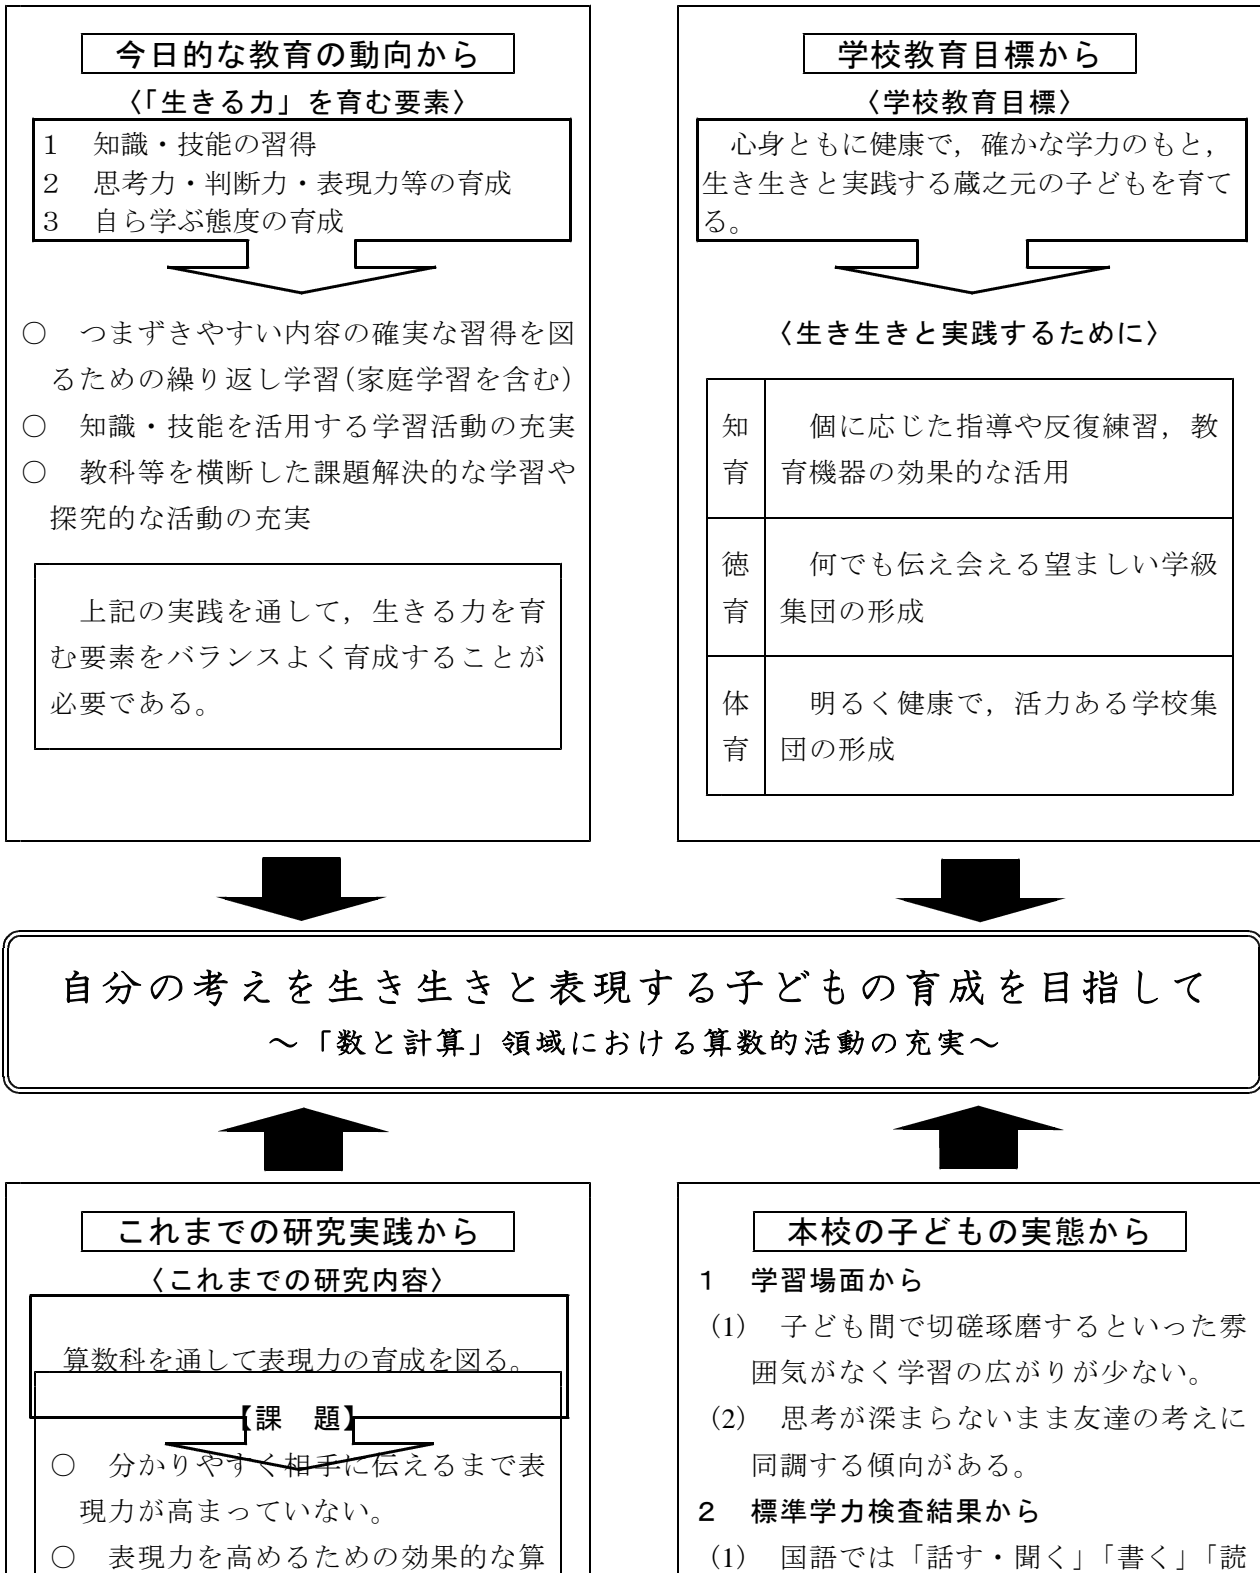 今日的な教育の動向から
〈「生きる力」を育む要素〉
1 知識・技能の習得
2 思考力・判断力・表現力等の育成
3 自ら学ぶ態度の育成
○ つまずきやすい内容の確実な習得を図
るための繰り返し学習(家庭学習を含む)
○ 知識・技能を活用する学習活動の充実
○ 教科等を横断した課題解決的な学習や
探究的な活動の充実
上記の実践を通して，生きる力を育
む要素をバランスよく育成することが
必要である。
学校教育目標から
〈学校教育目標〉
心身ともに健康で，確かな学力のもと，
生き生きと実践する蔵之元の子どもを育て
る。
〈生き生きと実践するために〉
知育
個に応じた指導や反復練習，教
育機器の効果的な活用
徳育
何でも伝え会える望ましい学級
集団の形成
体育
明るく健康で，活力ある学校集
団の形成
自分の考えを生き生きと表現する子どもの育成を目指して
～「数と計算」領域における算数的活動の充実～
これまでの研究実践から
〈これまでの研究内容〉
算数科を通して表現力の育成を図る。
【課 題】
○ 分かりやすく相手に伝えるまで表
現力が高まっていない。
○ 表現力を高めるための効果的な算
本校の子どもの実態から
1 学習場面から
(1) 子ども間で切磋琢磨するといった雰
囲気がなく学習の広がりが少ない。
(2) 思考が深まらないまま友達の考えに
同調する傾向がある。
2 標準学力検査結果から
(1) 国語では「話す・聞く」「書く」「読